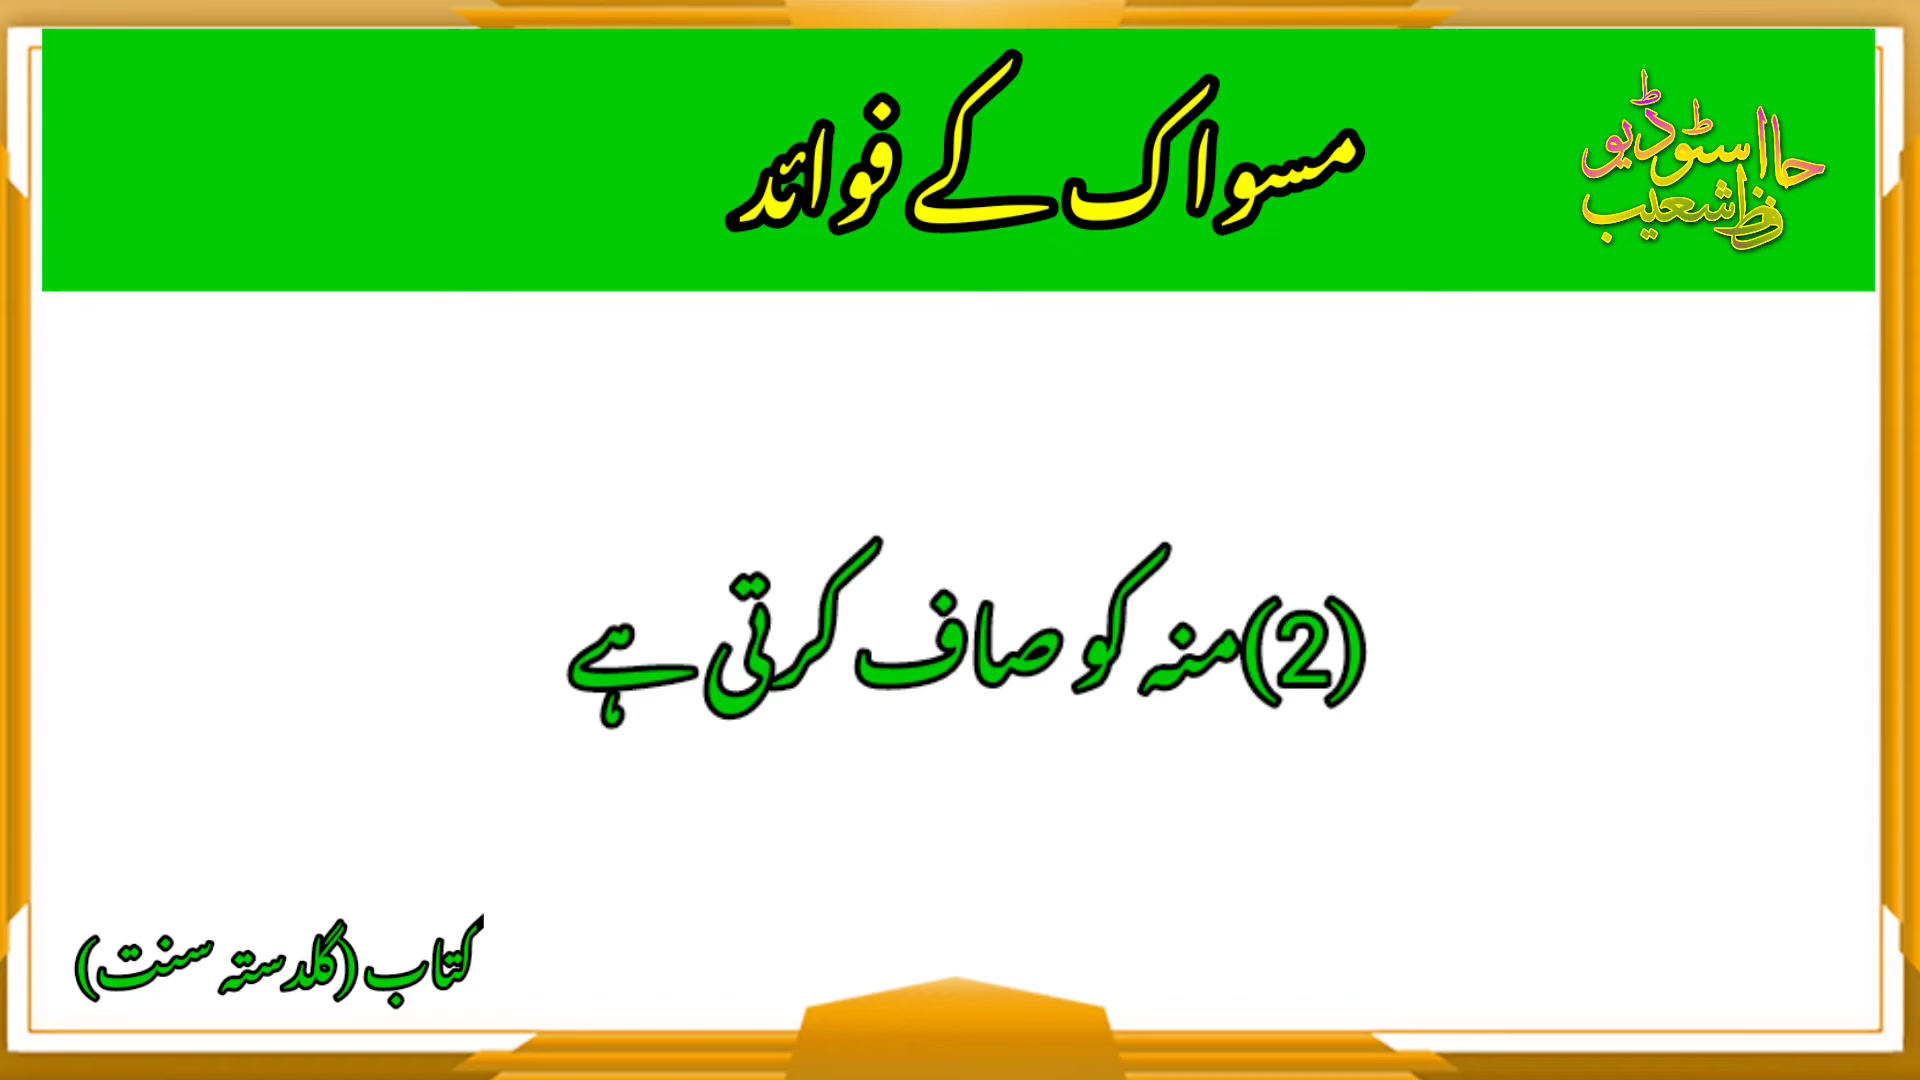 مسواک کے فوائد
حافظ شعیب اسٹوڈیو
(2)منہ کو صاف کرتی ہے
کتاب (گلدستہ سنت)